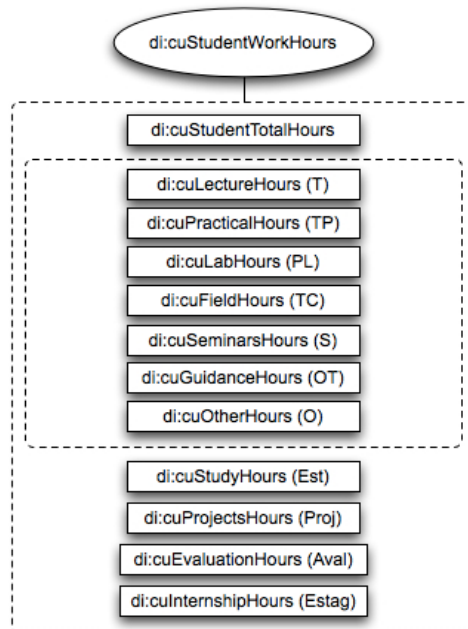 di:cuStudentWorkHours
di:cuStudentTotalHours
di:cuLectureHours (T)
di:cuPracticalHours (TP)
di:cuLabHours (PL)
di:cuFieldHours (TC)
di:cuSeminarsHours (S)
di:cuGuidanceHours (OT)
di:cuOtherHours (O)
di:cuStudyHours (Est)
di:cuProjectsHours (Proj)
di:cuEvaluationHours (Aval)
di:cuInternshipHours (Estag)